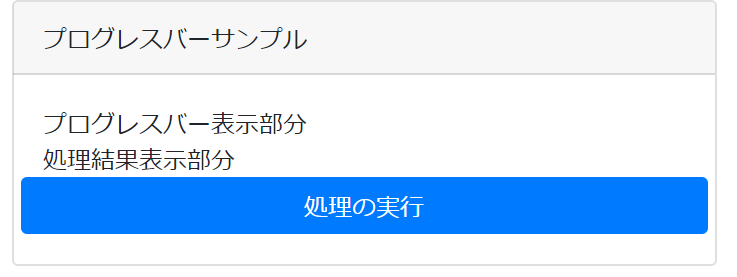 プログレスバーサンプル
プログレスバー表示部分
処理結果表示部分
処理の実行